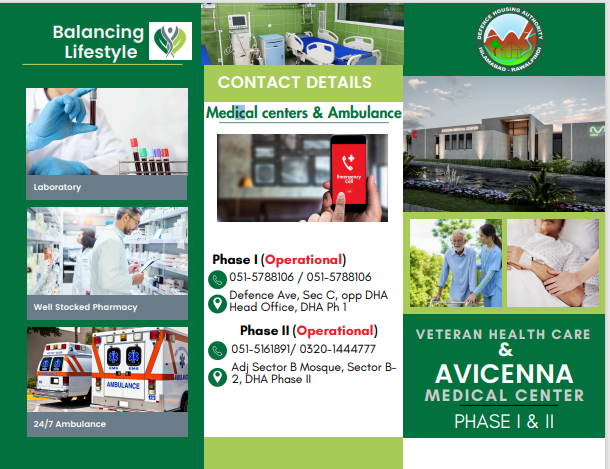 Balancing
Lifestyle
Laboratory
Well Stocked Pharmacy
AMBULANCE
24/7 Ambulance
CONTACT DETAILS
Medical centers & Ambulance
Emergency
Call
Phase I (Operational)
051-5788106 / 051-5788106
Defence Ave, Sec C, opp DHA
Head Office, DHA Ph 1
Phase II (Operational)
051-5161891/ 0320-1444777
Adj Sector B Mosque, Sector B-
2, DHA Phase II
DEFENCE HOUSING AUTHORITY
ISLAMABAD - RAWALPINDI
AVICENNA MEDICAL CENTER
VETERAN HEALTH CARE
&
AVICENNA
MEDICAL CENTER
PHASE I & II